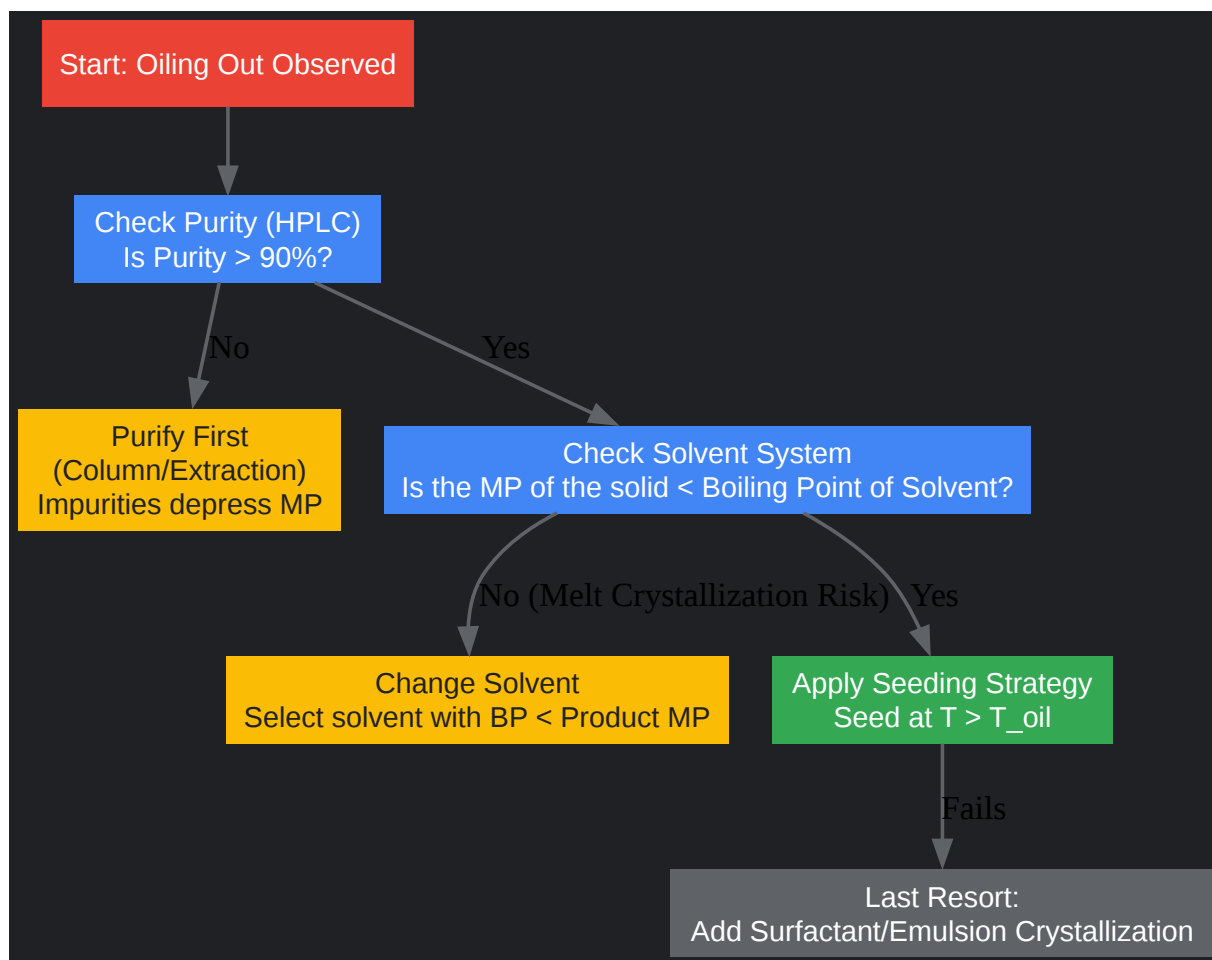 Start: Oiling Out Observed
Check Purity (HPLC)
Is Purity > 90%?
No
Yes
Purify First
(Column/Extraction)
Impurities depress MP
Check Solvent System
Is the MP of the solid < Boiling Point of Solvent?
No (Melt Crystallization Risk)
Yes
Change Solvent
Select solvent with BP < Product MP
Apply Seeding Strategy
Seed at T > T_oil
Fails
Last Resort:
Add Surfactant/Emulsion Crystallization